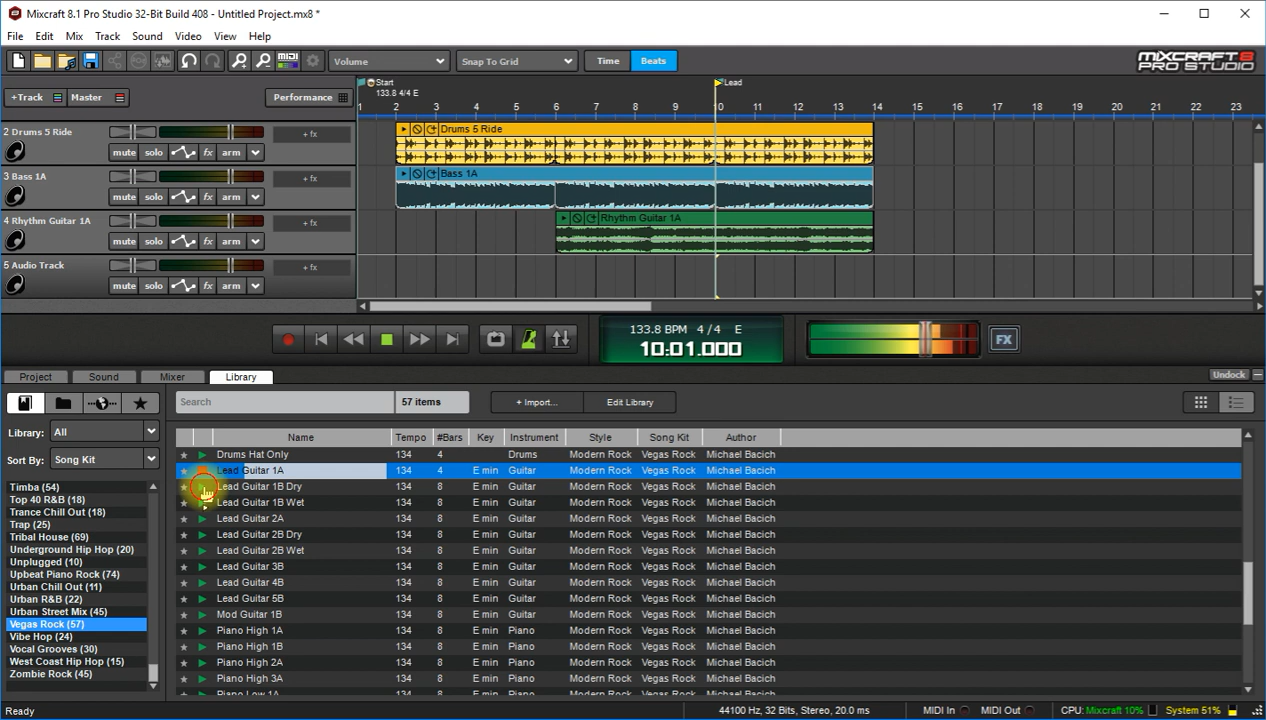 Mixcraft 8.1 Pro Studio 32-Bit Build 408 - Untitled Project.mx8 *
File Edit Mix Track Sound Video View Help
midi Volume Snap To Grid Time Beats MIXCRAFT 8 PRO STUDIO
+Track Master Performance
Start Lead
133.8 4/4 E
1 2 3 4 5 6 7 8 9 10 11 12 13 14 15 16 17 18 19 20 21 22 23
2 Drums 5 Ride + fx Drums 5 Ride
mute solo fx arm
3 Bass 1A + fx Bass 1A
mute solo fx arm
4 Rhythm Guitar 1A + fx Rhythm Guitar 1A
mute solo fx arm
5 Audio Track + fx
mute solo fx arm
133.8 BPM 4 / 4 E
10:01.000 FX
Project Sound Mixer Library Undock
Search 57 items + Import... Edit Library
Library: All
Sort By: Song Kit
Name Tempo #Bars Key Instrument Style Song Kit Author
Drums Hat Only 134 4 Drums Modern Rock Vegas Rock Michael Bacich
Lead Guitar 1A 134 4 E min Guitar Modern Rock Vegas Rock Michael Bacich
Lead Guitar 1B Dry 134 8 E min Guitar Modern Rock Vegas Rock Michael Bacich
Lead Guitar 1B Wet 134 8 E min Guitar Modern Rock Vegas Rock Michael Bacich
Lead Guitar 2A 134 8 E min Guitar Modern Rock Vegas Rock Michael Bacich
Lead Guitar 2B Dry 134 8 E min Guitar Modern Rock Vegas Rock Michael Bacich
Lead Guitar 2B Wet 134 8 E min Guitar Modern Rock Vegas Rock Michael Bacich
Lead Guitar 3B 134 8 E min Guitar Modern Rock Vegas Rock Michael Bacich
Lead Guitar 4B 134 8 E min Guitar Modern Rock Vegas Rock Michael Bacich
Lead Guitar 5B 134 8 E min Guitar Modern Rock Vegas Rock Michael Bacich
Mod Guitar 1B 134 8 E min Guitar Modern Rock Vegas Rock Michael Bacich
Piano High 1A 134 8 E min Piano Modern Rock Vegas Rock Michael Bacich
Piano High 1B 134 8 E min Piano Modern Rock Vegas Rock Michael Bacich
Piano High 2A 134 8 E min Piano Modern Rock Vegas Rock Michael Bacich
Piano High 3A 134 8 E min Piano Modern Rock Vegas Rock Michael Bacich
Piano Low 1A 134 8 E min Piano Modern Rock Vegas Rock Michael Bacich
Timba (54)
Top 40 R&B (18)
Trance Chill Out (18)
Trap (25)
Tribal House (69)
Underground Hip Hop (20)
Unplugged (10)
Upbeat Piano Rock (74)
Urban Chill Out (11)
Urban R&B (22)
Urban Street Mix (45)
Vegas Rock (57)
Vibe Hop (24)
Vocal Grooves (30)
West Coast Hip Hop (15)
Zombie Rock (45)
Ready 44100 Hz, 32 Bits, Stereo, 20.0 ms MIDI In MIDI Out CPU: Mixcraft 10% System 51%